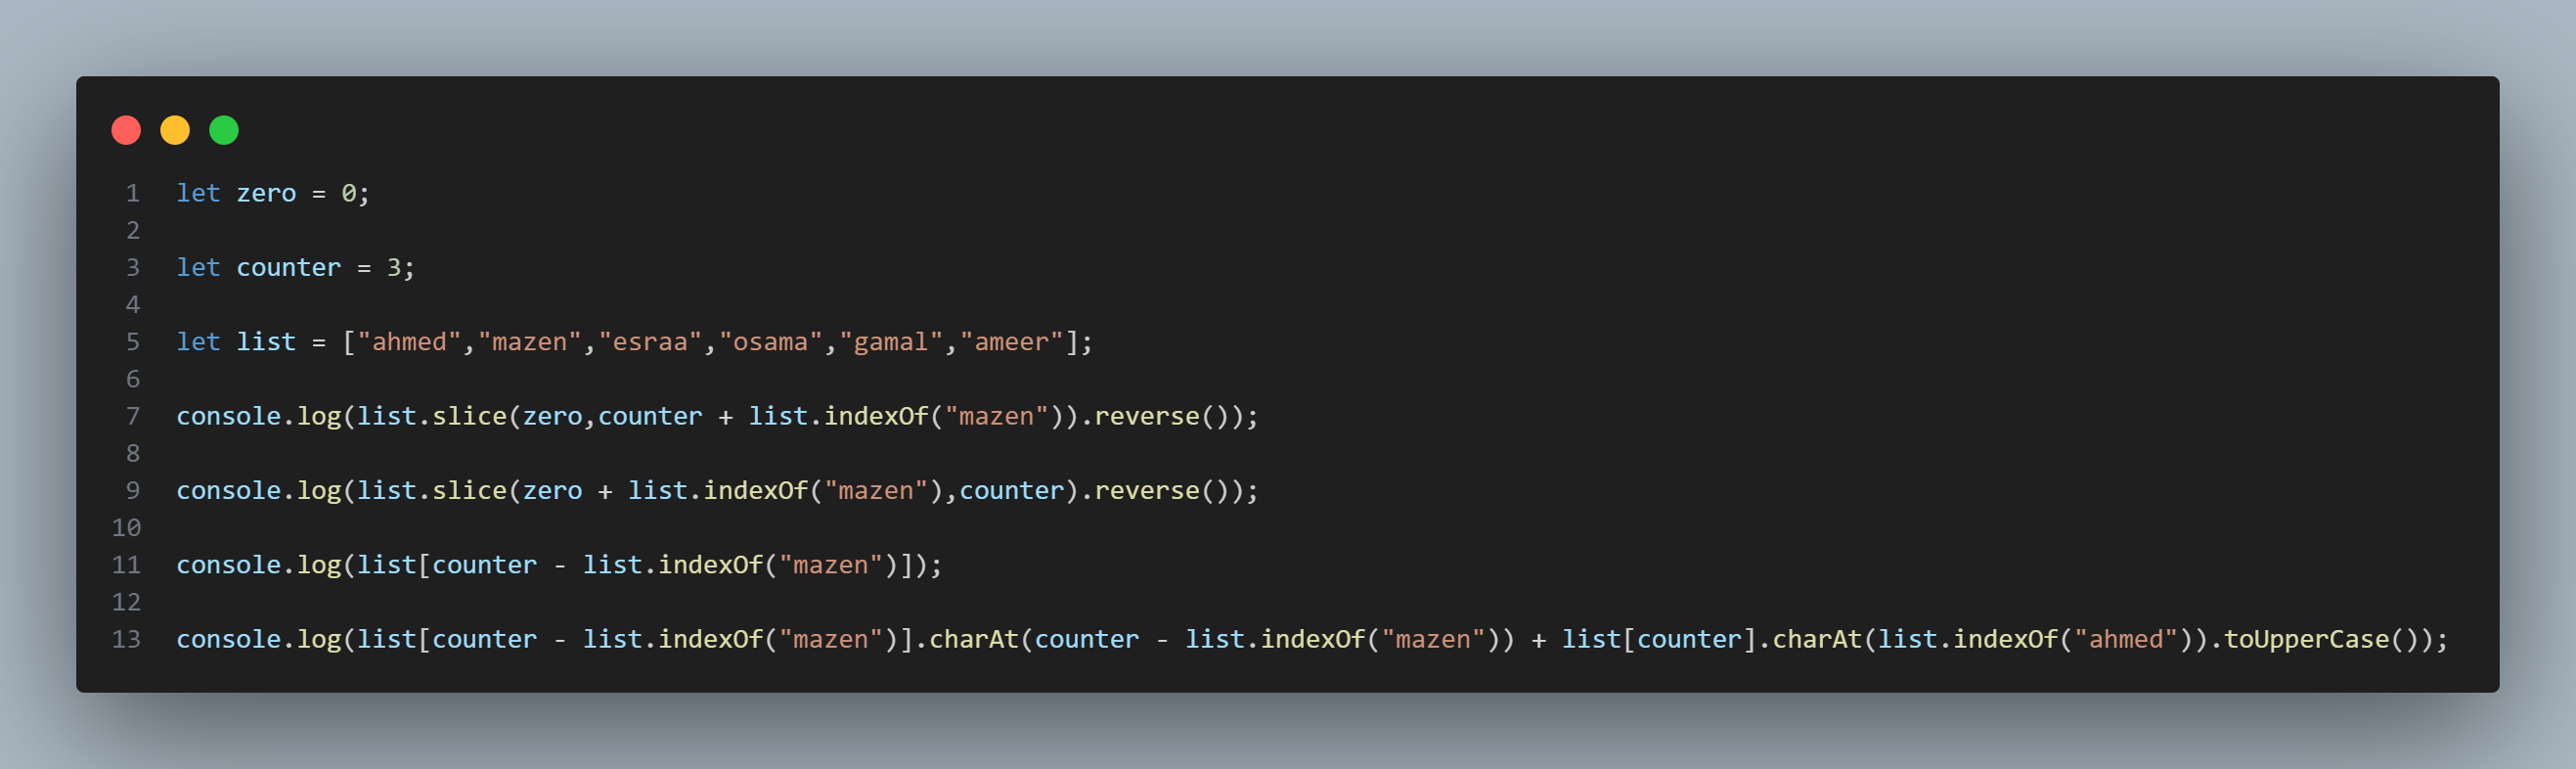 1 let zero = 0;
2
3 let counter = 3;
4
5 let list = ["ahmed","mazen","esraa","osama","gamal","ameer"];
6
7 console.log(list.slice(zero,counter + list.indexOf("mazen")).reverse());
8
9 console.log(list.slice(zero + list.indexOf("mazen"),counter).reverse());
10
11 console.log(list[counter - list.indexOf("mazen")]);
12
13 console.log(list[counter - list.indexOf("mazen")].charAt(counter - list.indexOf("mazen")) + list[counter].charAt(list.indexOf("ahmed")).toUpperCase());